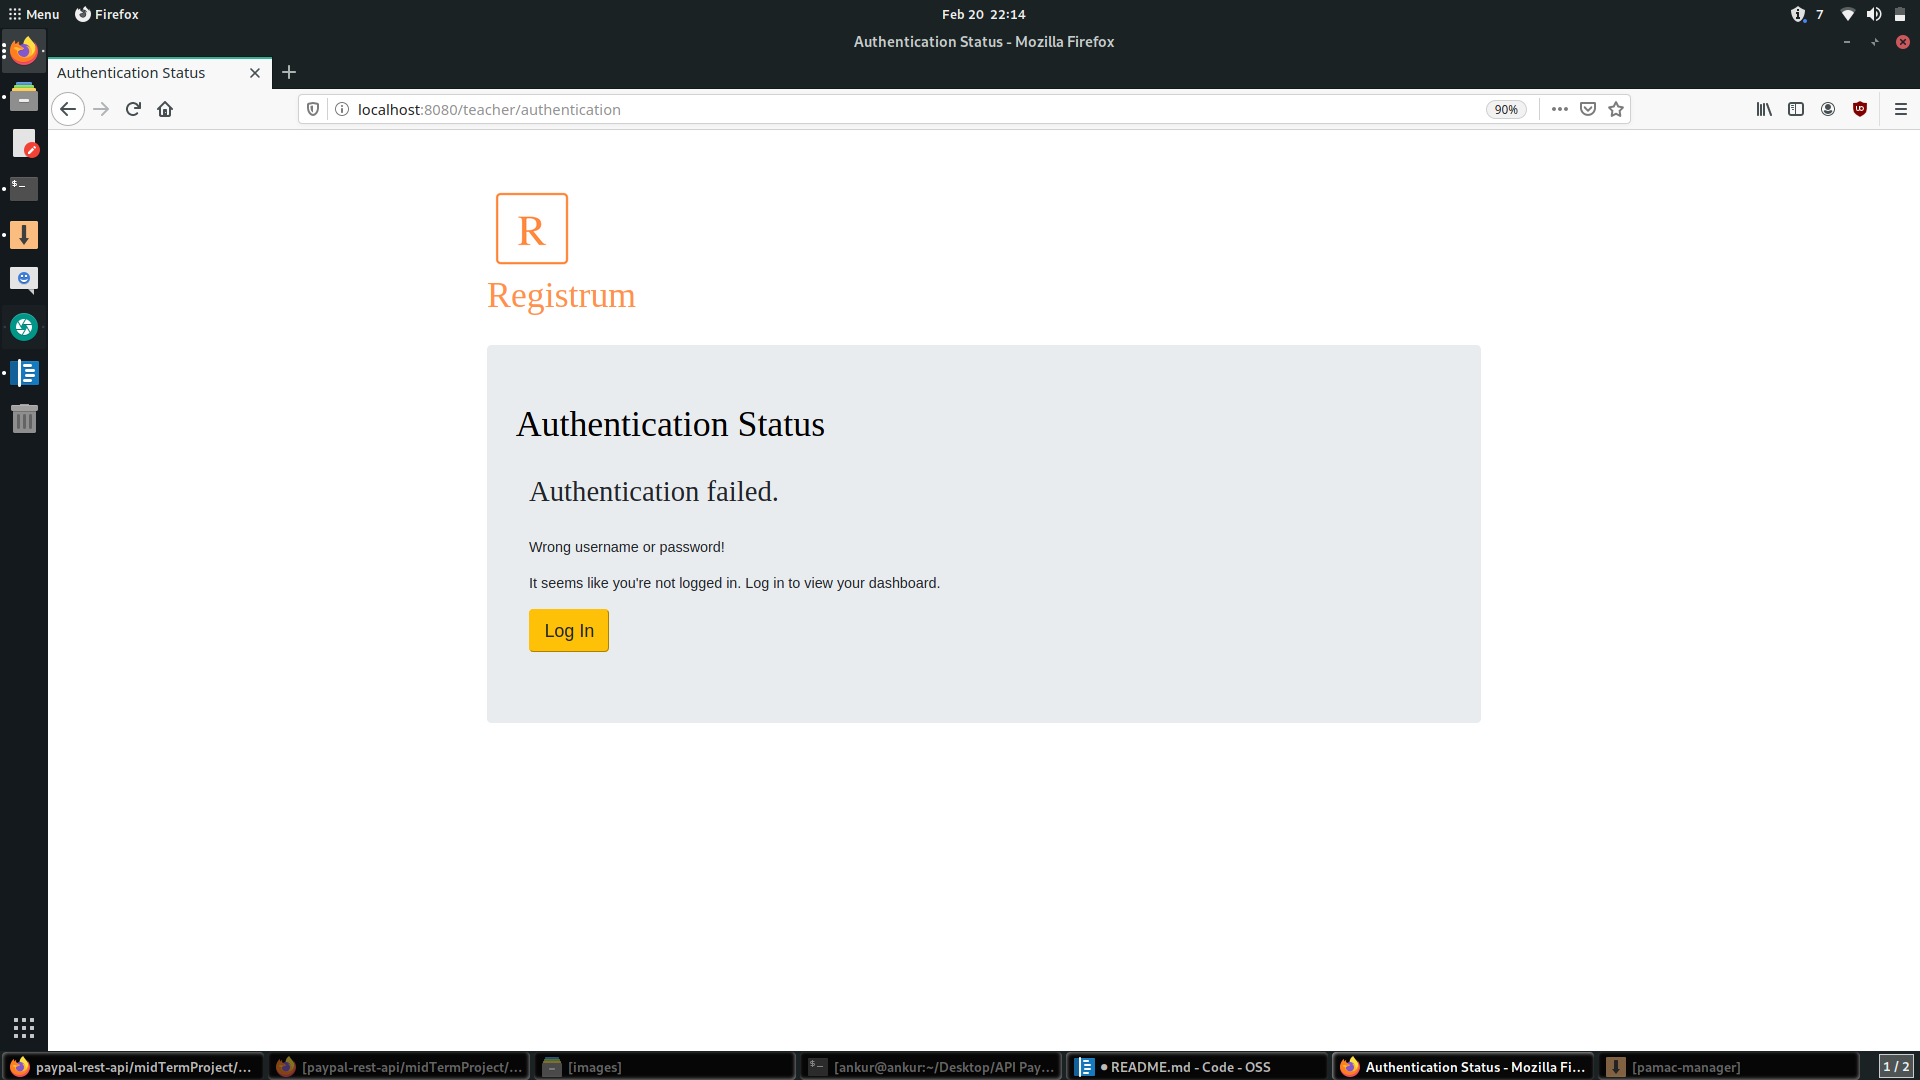 Menu Firefox Feb 20 22:14 7
Authentication Status - Mozilla Firefox
Authentication Status
localhost:8080/teacher/authentication 90%
R
Registrum
Authentication Status
Authentication failed.
Wrong username or password!
It seems like you're not logged in. Log in to view your dashboard.
Log In
paypal-rest-api/midTermProject/... [paypal-rest-api/midTermProject/... [images] [ankur@ankur:~/Desktop/API Pay... ● README.md - Code - OSS Authentication Status - Mozilla Fi... [pamac-manager] 1 / 2